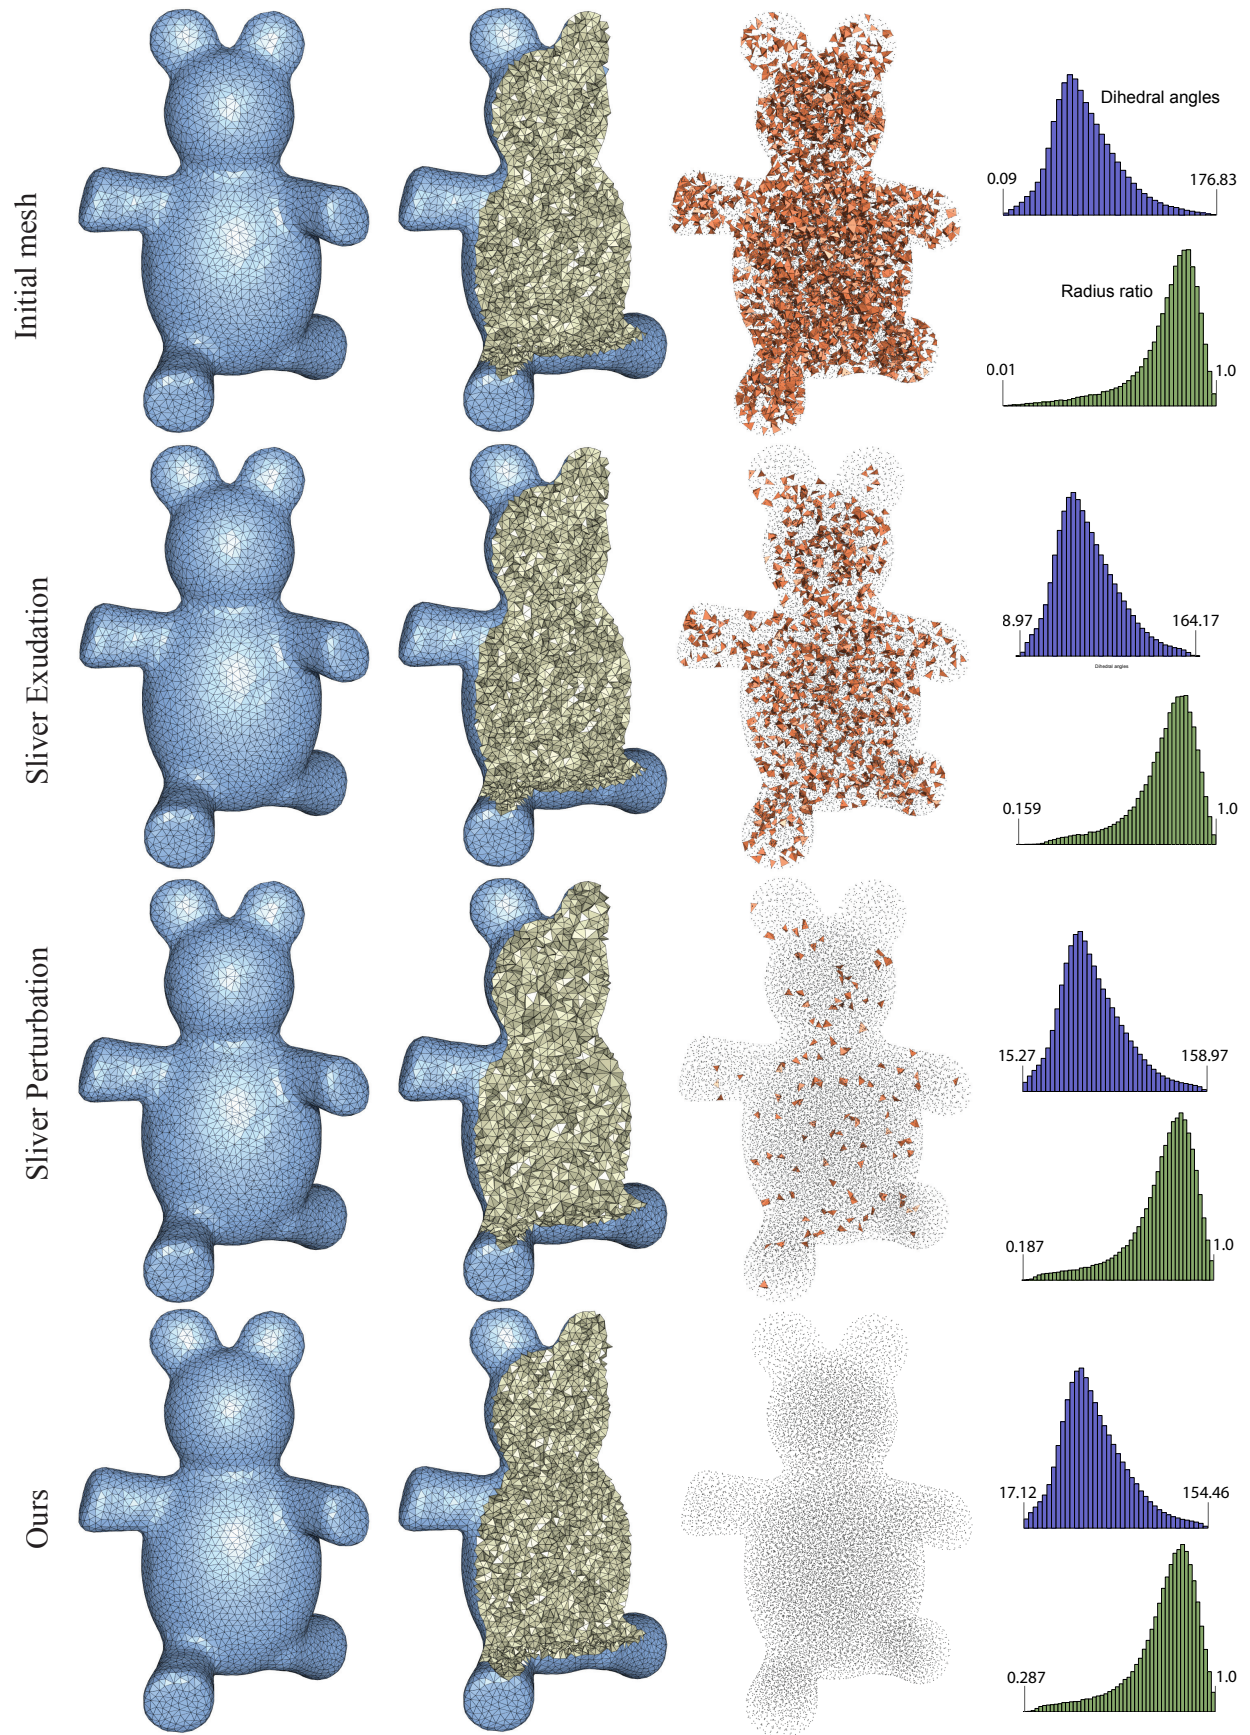 Initial mesh
Dihedral angles
0.09
176.83
Radius ratio
0.01
1.0
Sliver Exudation
8.97
164.17
Dihedral angles
0.159
1.0
Sliver Perturbation
15.27
158.97
0.187
1.0
Ours
17.12
154.46
0.287
1.0